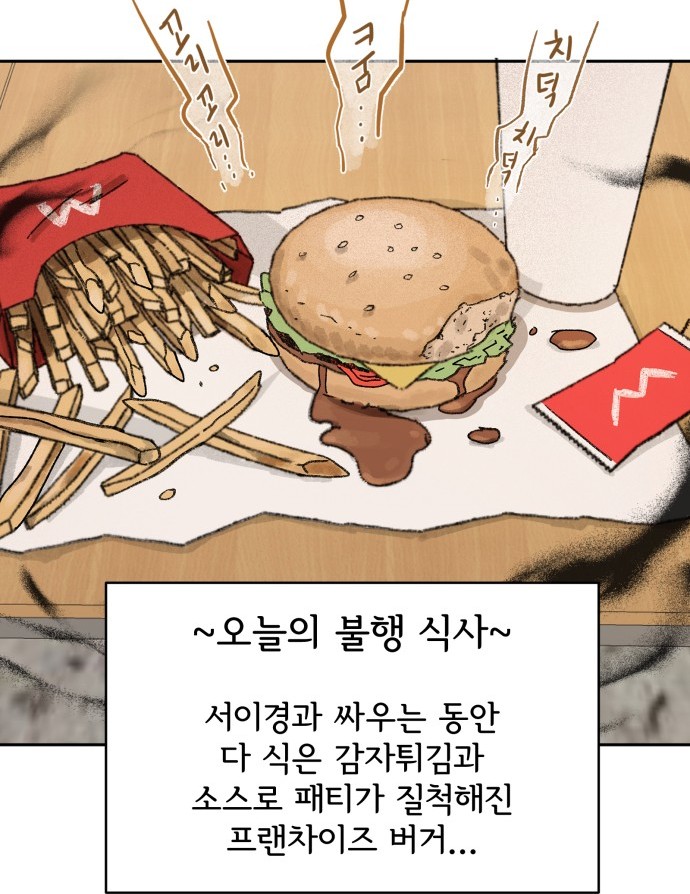 꼬리꼬리...
쿰...
치덕치덕...
~오늘의 불행 식사~
서이경과 싸우는 동안
다 식은 감자튀김과
소스로 패티가 질척해진
프랜차이즈 버거...